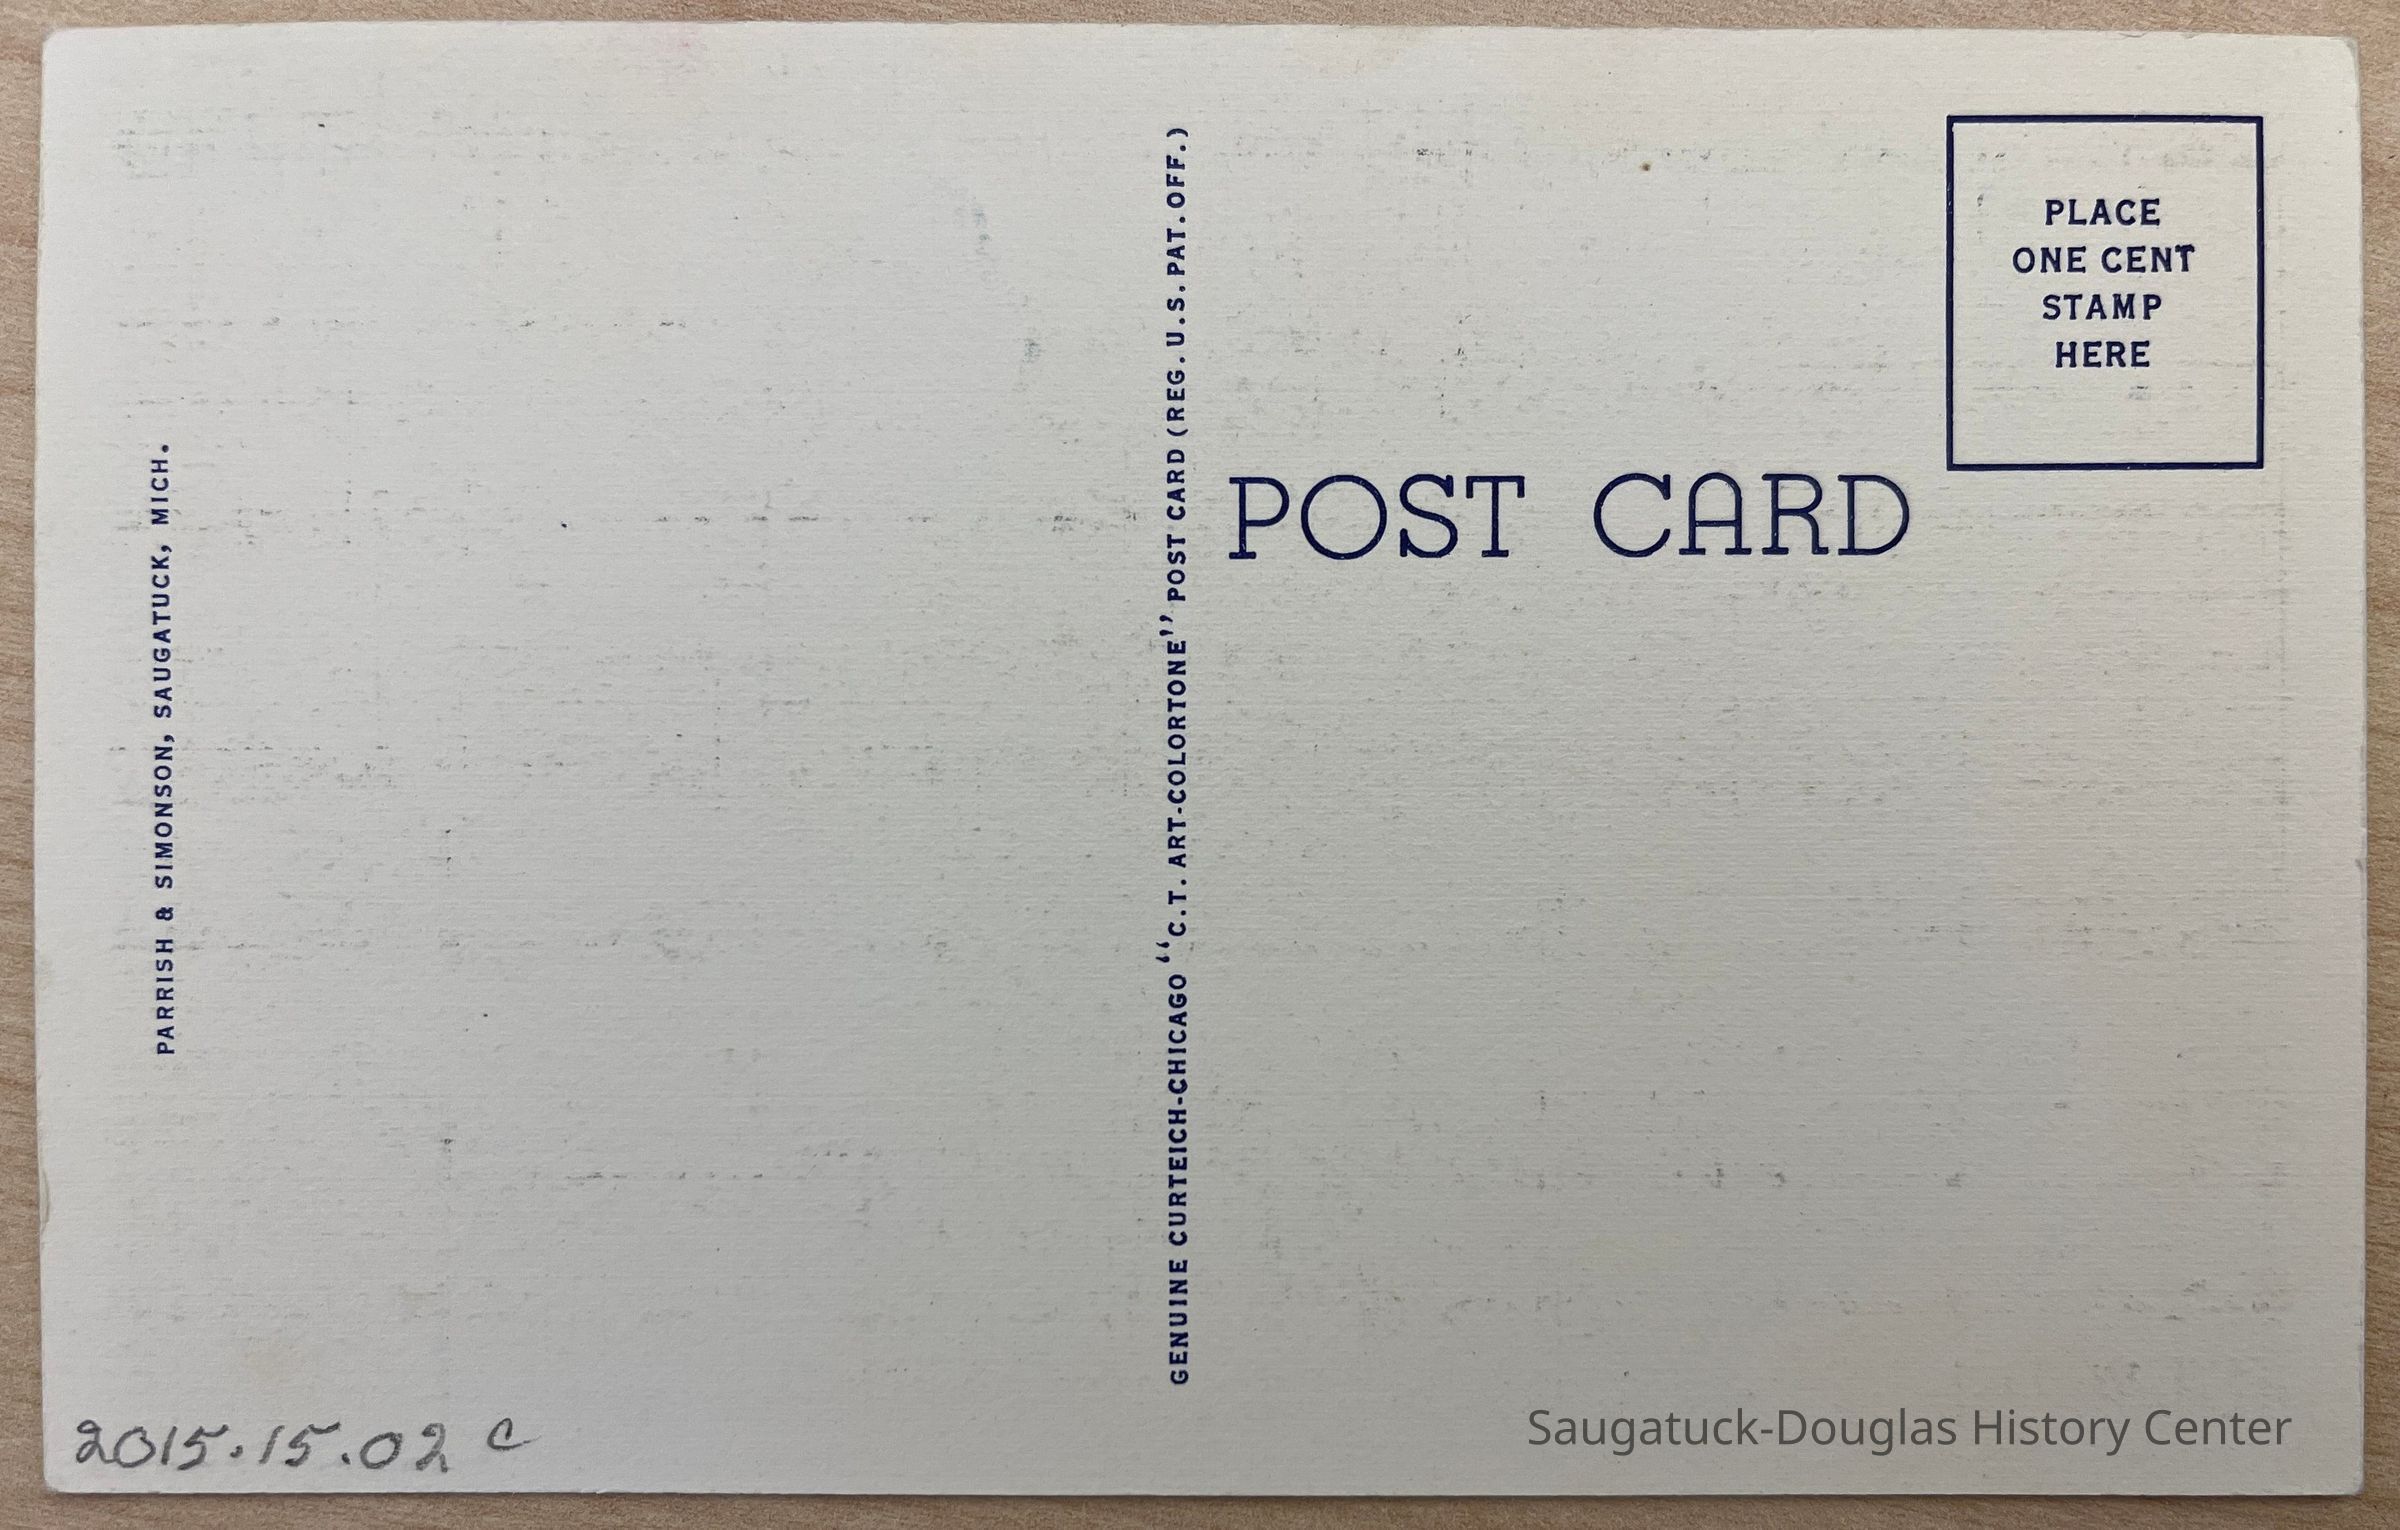 PARRISH & SIMONSON, SAUGATUCK, MICH.
GENUINE CURTEICH-CHICAGO "C.T. ART-COLORTONE" POST CARD (REG. U.S. PAT. OFF.)
PLACE
ONE CENT
STAMP
HERE
POST CARD
2015.15.02 c
Saugatuck-Douglas History Center